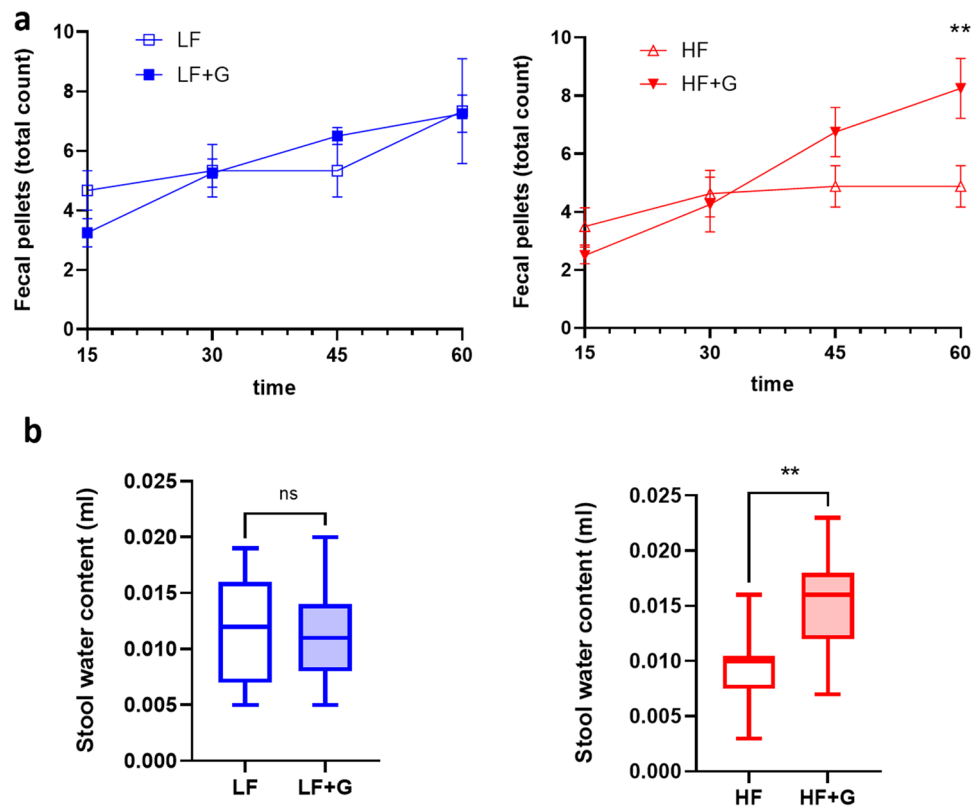 a
Fecal pellets (total count)
10
8
6
4
2
0
15 30 45 60
time
LF
LF+G
Fecal pellets (total count)
10
8
6
4
2
0
15 30 45 60
time
HF
HF+G
**
b
Stool water content (ml)
0.025
0.020
0.015
0.010
0.005
0.000
ns
LF LF+G
Stool water content (ml)
0.025
0.020
0.015
0.010
0.005
0.000
**
HF HF+G